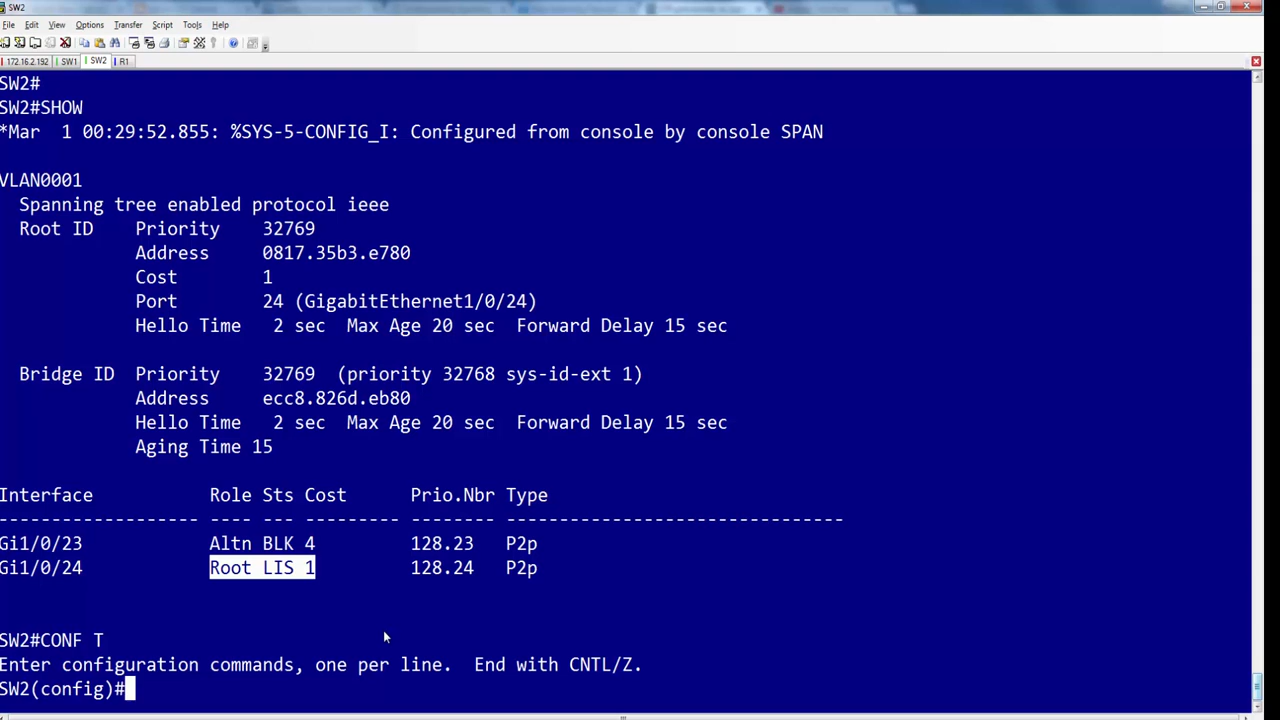 SW2
File Edit View Options Transfer Script Tools Help
172.16.2.192 SW1 SW2 R1
SW2#
SW2#SHOW
*Mar  1 00:29:52.855: %SYS-5-CONFIG_I: Configured from console by console SPAN
VLAN0001
Spanning tree enabled protocol ieee
Root ID Priority 32769
Address 0817.35b3.e780
Cost 1
Port 24 (GigabitEthernet1/0/24)
Hello Time 2 sec Max Age 20 sec Forward Delay 15 sec
Bridge ID Priority 32769 (priority 32768 sys-id-ext 1)
Address ecc8.826d.eb80
Hello Time 2 sec Max Age 20 sec Forward Delay 15 sec
Aging Time 15
Interface Role Sts Cost Prio.Nbr Type
------------------- ---- --- --------- -------- --------------------------------
Gi1/0/23 Altn BLK 4 128.23 P2p
Gi1/0/24 Root LIS 1 128.24 P2p
SW2#CONF T
Enter configuration commands, one per line.  End with CNTL/Z.
SW2(config)#